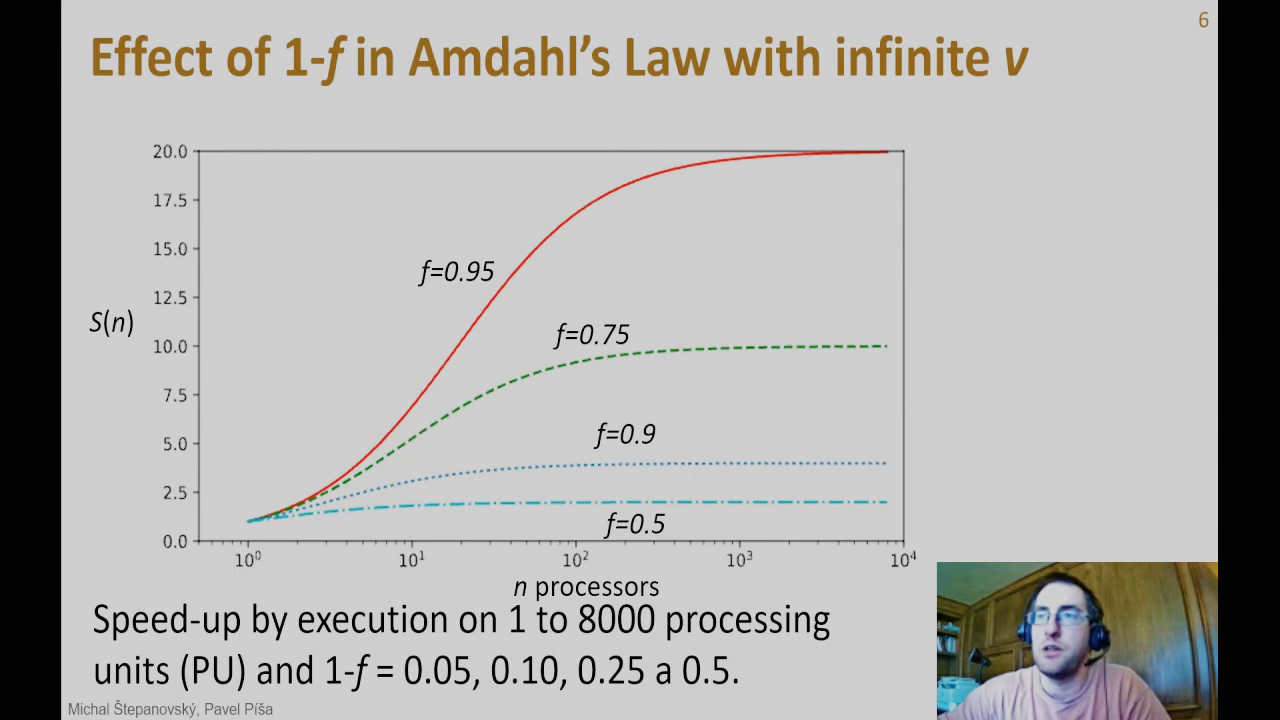 6
Effect of 1-f in Amdahl's Law with infinite v
20.0
17.5
15.0
12.5
10.0
7.5
5.0
2.5
0.0
S(n)
f=0.95
f=0.75
f=0.9
f=0.5
10⁰ 10¹ 10² 10³ 10⁴
n processors
Speed-up by execution on 1 to 8000 processing
units (PU) and 1-f = 0.05, 0.10, 0.25 a 0.5.
Michal Štepanovský, Pavel Píša